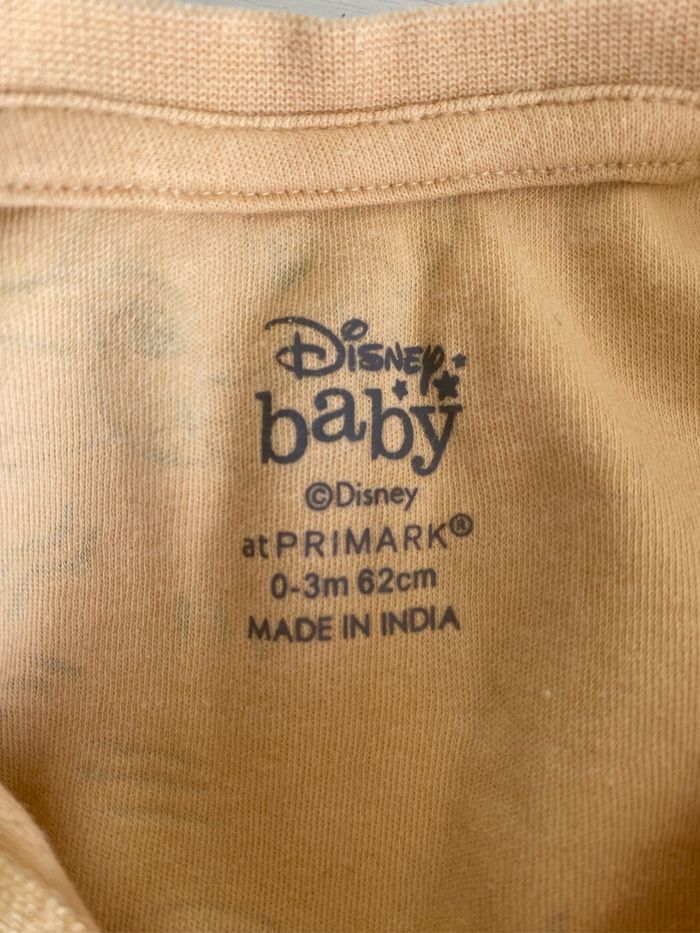 Disney
baby
©Disney
at PRIMARK®
0-3m 62cm
MADE IN INDIA